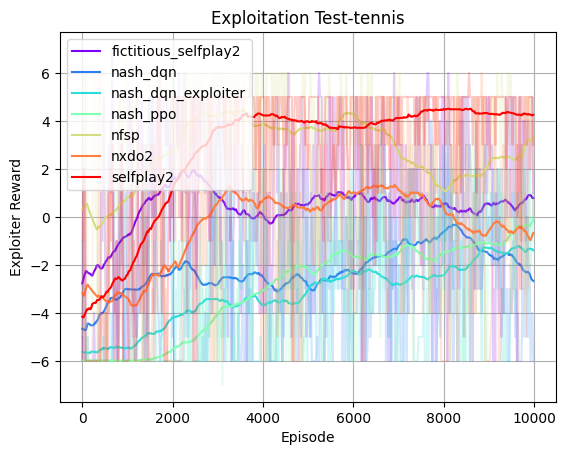 Exploitation Test-tennis
fictitious_selfplay2
nash_dqn
nash_dqn_exploiter
nash_ppo
nfsp
nxdo2
selfplay2
Exploiter Reward
6
4
2
0
−2
−4
−6
0 2000 4000 6000 8000 10000
Episode